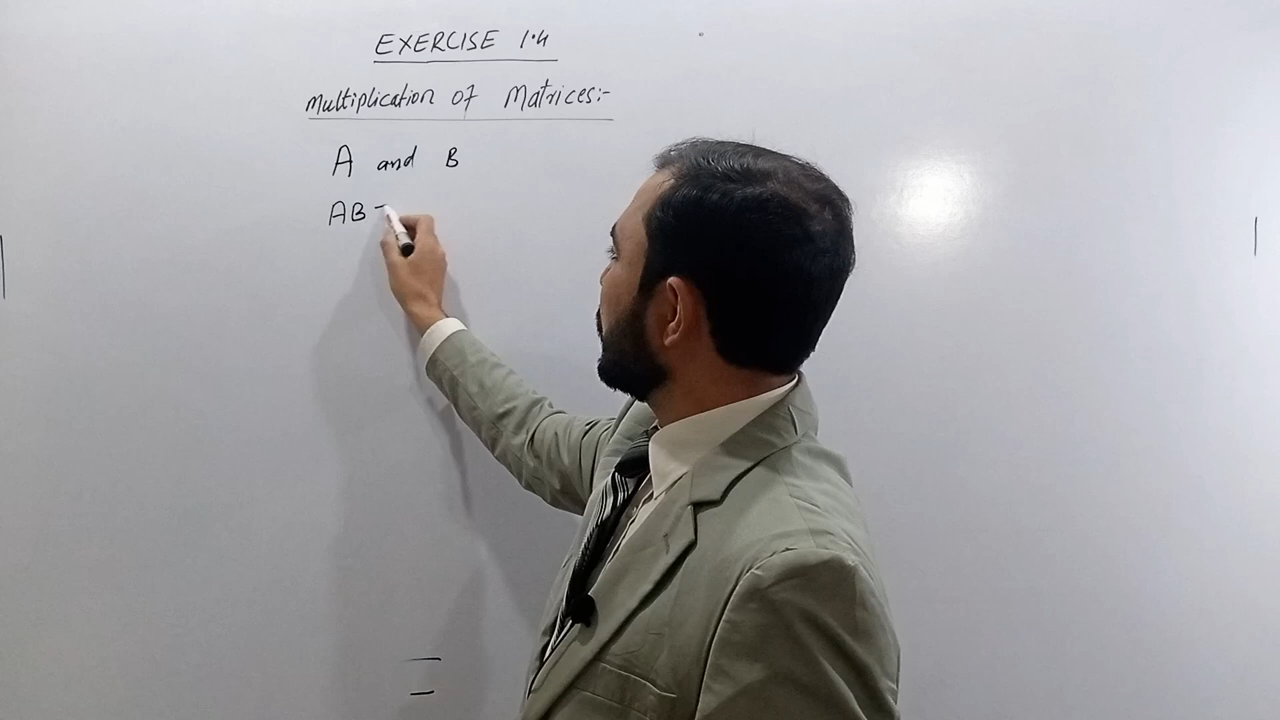 EXERCISE 1.4
Multiplication of Matrices:-
A and B
AB -